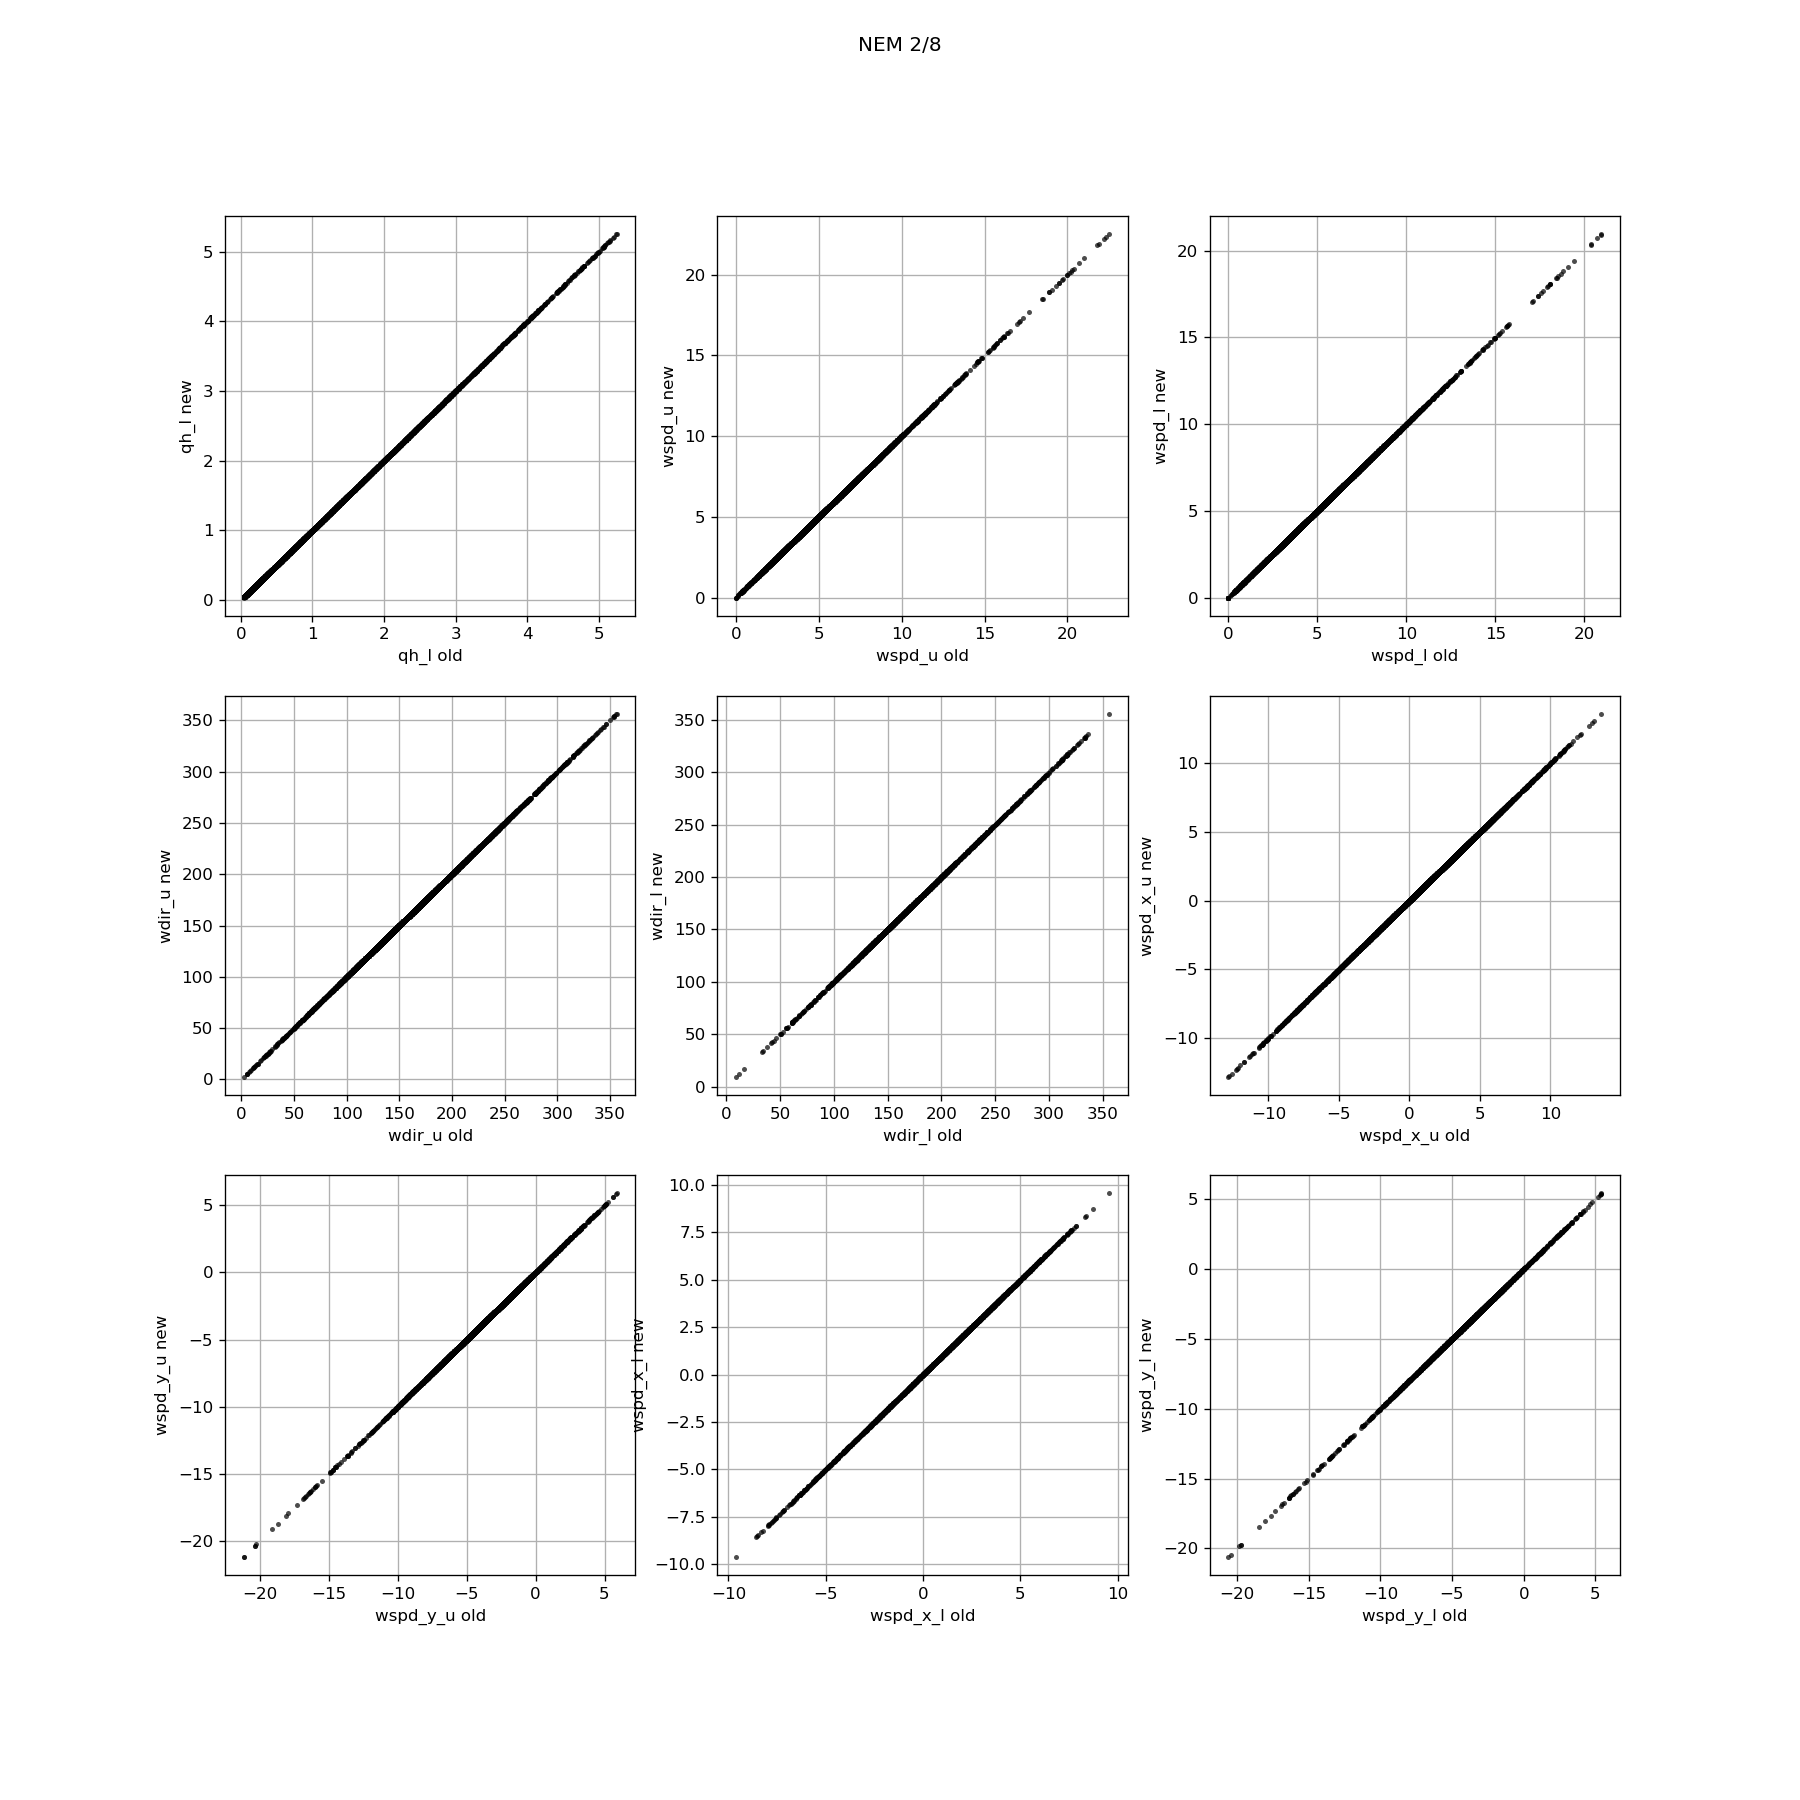 NEM 2/8
5
4
3
2
1
0
qh_l new
0 1 2 3 4 5
qh_l old
20
15
10
5
0
wspd_u new
0 5 10 15 20
wspd_u old
20
15
10
5
0
wspd_l new
0 5 10 15 20
wspd_l old
350
300
250
200
150
100
50
0
wdir_u new
0 50 100 150 200 250 300 350
wdir_u old
350
300
250
200
150
100
50
0
wdir_l new
0 50 100 150 200 250 300 350
wdir_l old
10
5
0
−5
−10
wspd_x_u new
−10 −5 0 5 10
wspd_x_u old
5
0
−5
−10
−15
−20
wspd_y_u new
−20 −15 −10 −5 0 5
wspd_y_u old
10.0
7.5
5.0
2.5
0.0
−2.5
−5.0
−7.5
−10.0
wspd_x_l new
−10 −5 0 5 10
wspd_x_l old
5
0
−5
−10
−15
−20
wspd_y_l new
−20 −15 −10 −5 0 5
wspd_y_l old